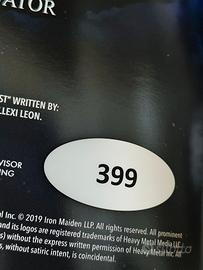 ATOR
ST" WRITTEN BY:
LLEXI LEON.
VISOR
NG
399
al Inc. © 2019 Iron Maiden LLP. All rights reserved. All prominent
and its logos are registered trademarks of Heavy Metal Media LLC.
s) without the express written permission of Heavy Metal Inc. All
s, without satiric intent, is coincidental.